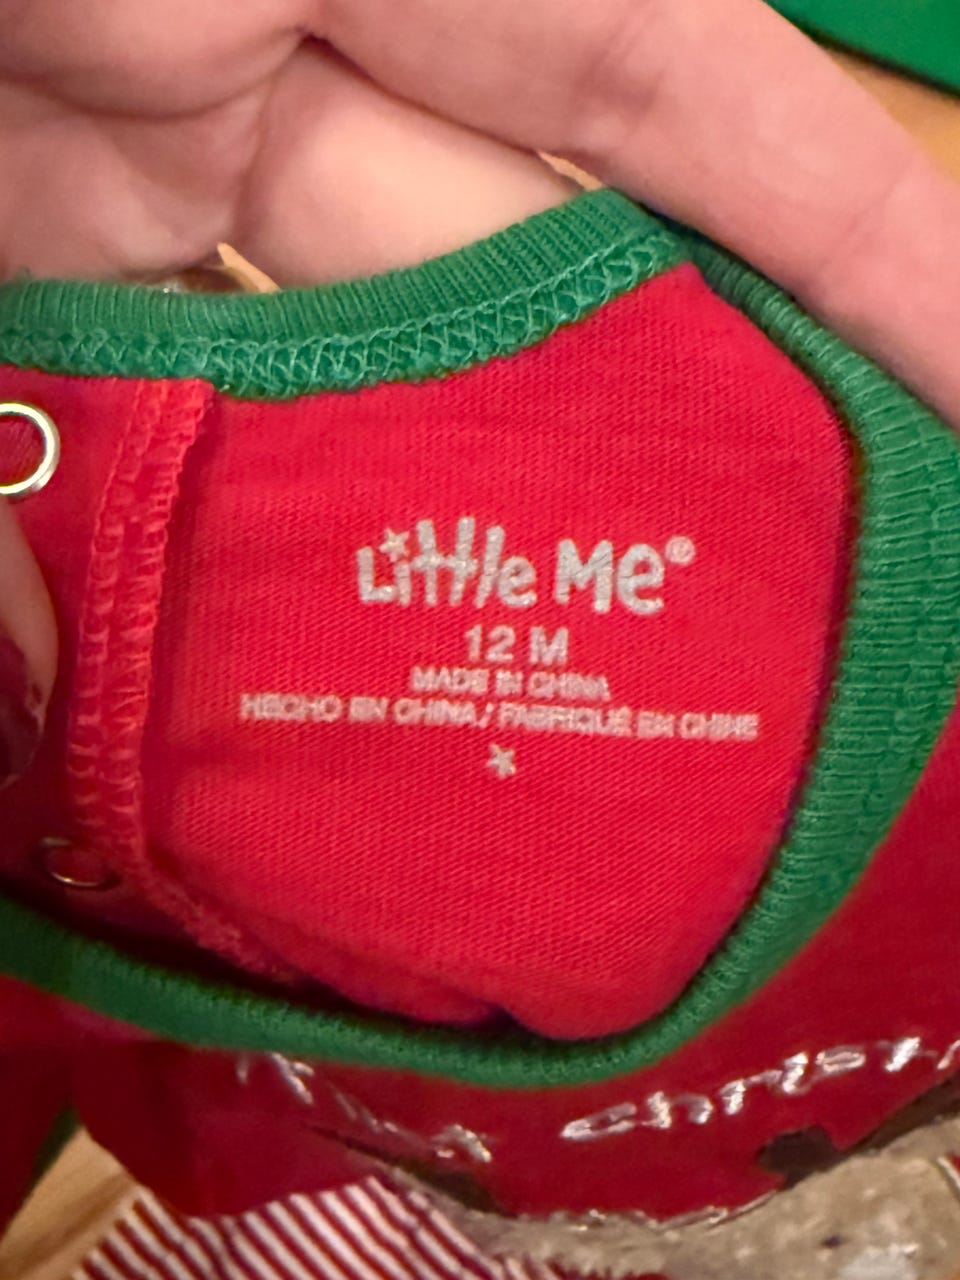 Little Me®
12 M
MADE IN CHINA
HECHO EN CHINA / FABRIQUÉ EN CHINE